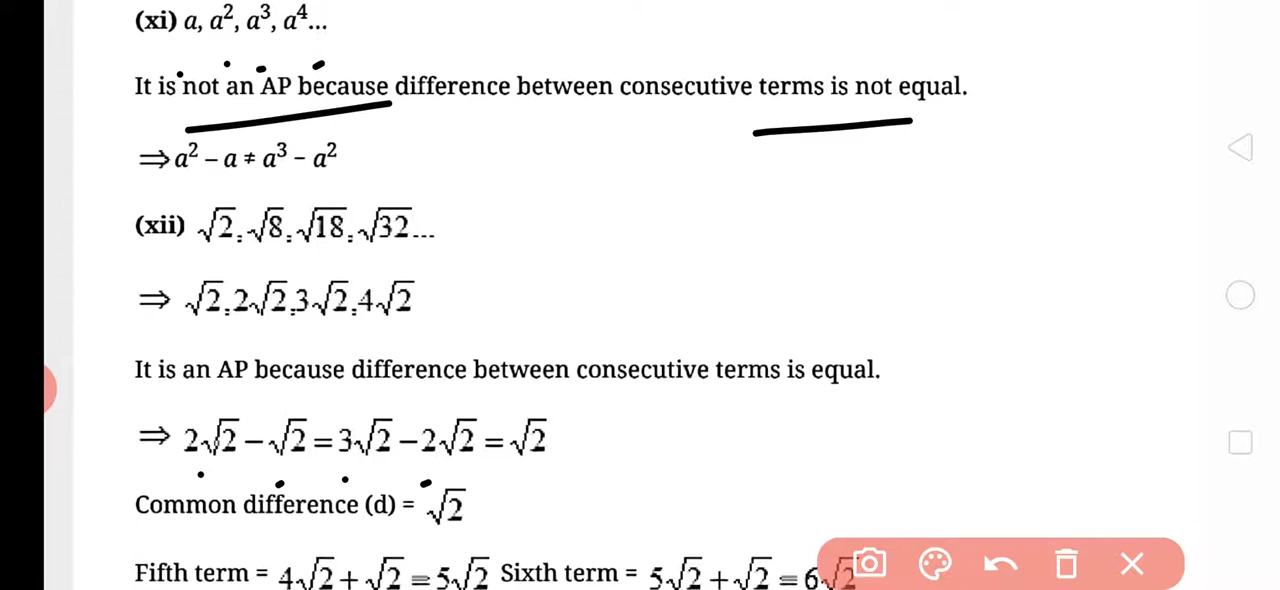 (xi) a, a², a³, a⁴...
It is not an AP because difference between consecutive terms is not equal.
⇒ a² – a ≠ a³ – a²
(xii) √2, √8, √18, √32...
⇒ √2, 2√2, 3√2, 4√2
It is an AP because difference between consecutive terms is equal.
⇒ 2√2 – √2 = 3√2 – 2√2 = √2
Common difference (d) = √2
Fifth term = 4√2 + √2 = 5√2 Sixth term = 5√2 + √2 = 6√2